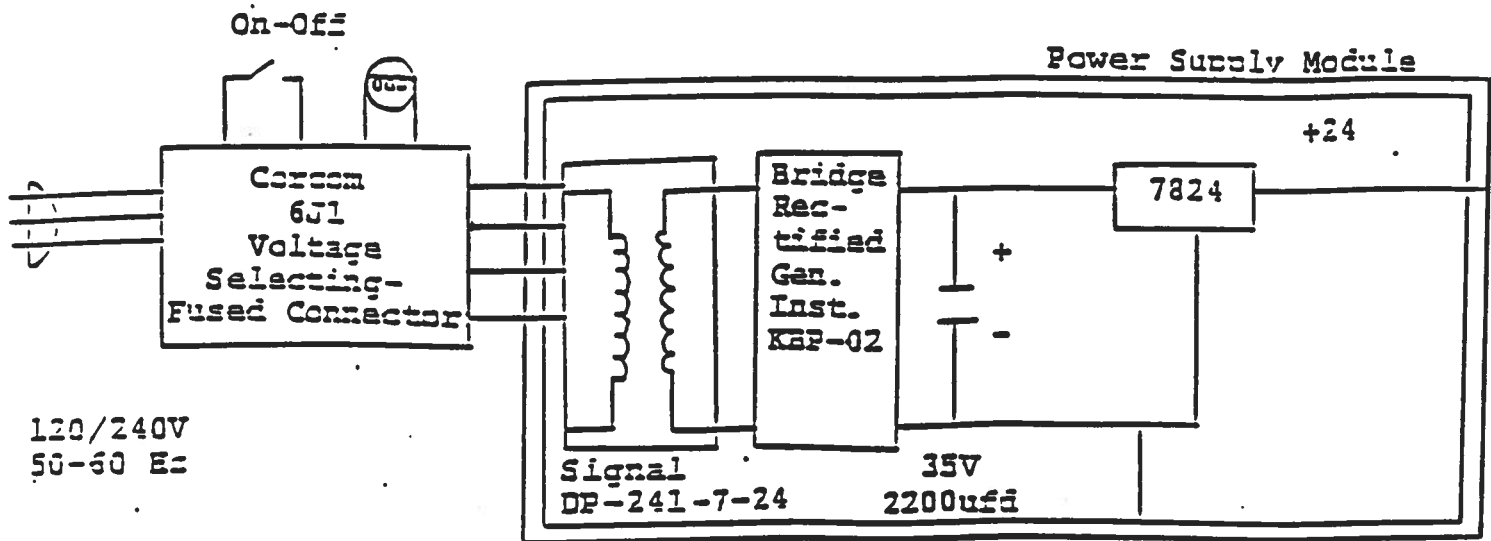 On-Off
Power Supply Module
+24
Corcom
6J1
Voltage
Selecting-
Fused Connector
Bridge
Rec-
tified
Gen.
Inst.
KBP-02
7824
+
-
120/240V
50-60 Hz
Signal
DP-241-7-24
35V
2200ufd